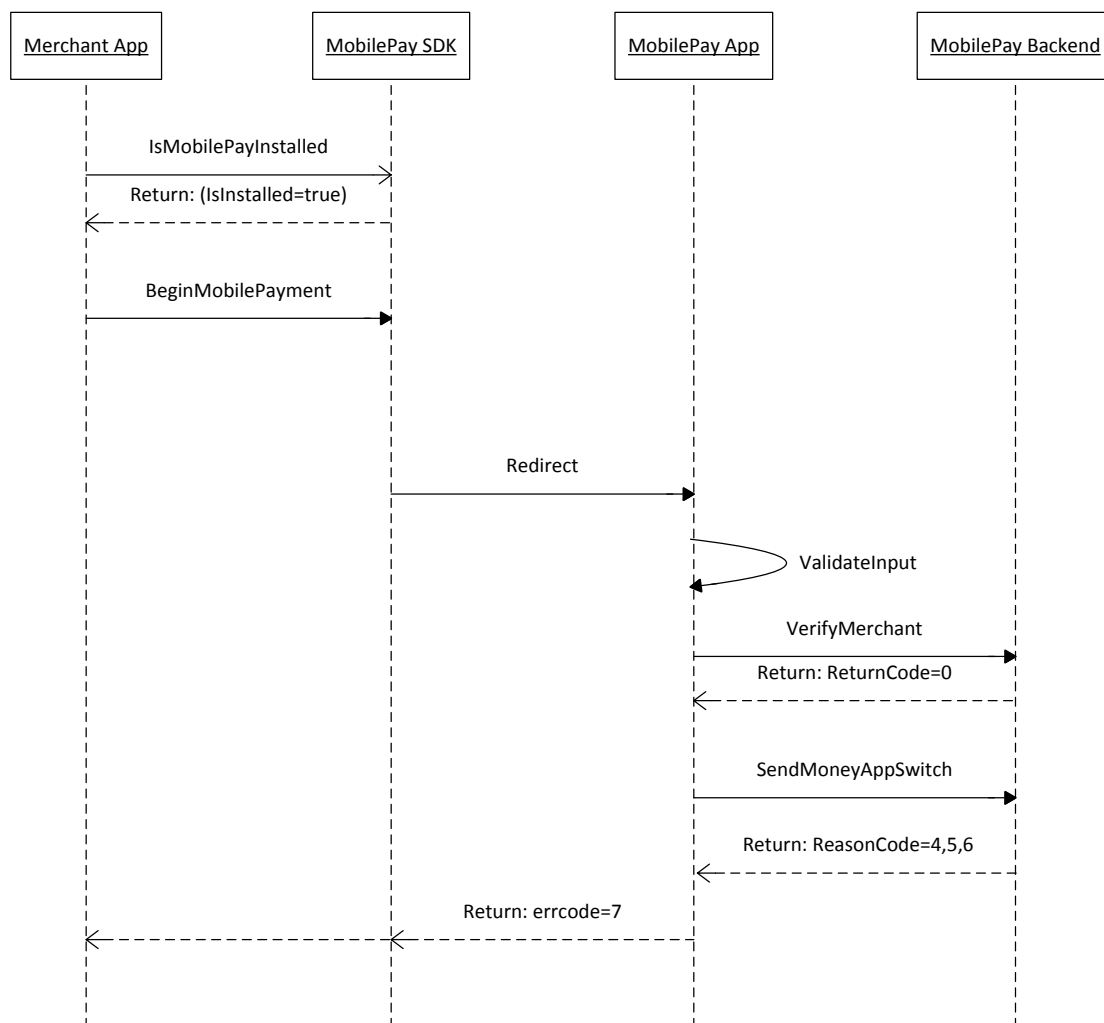 Merchant App
MobilePay SDK
MobilePay App
MobilePay Backend
IsMobilePayInstalled
Return: (IsInstalled=true)
BeginMobilePayment
Redirect
ValidateInput
VerifyMerchant
Return: ReturnCode=0
SendMoneyAppSwitch
Return: ReasonCode=4,5,6
Return: errcode=7